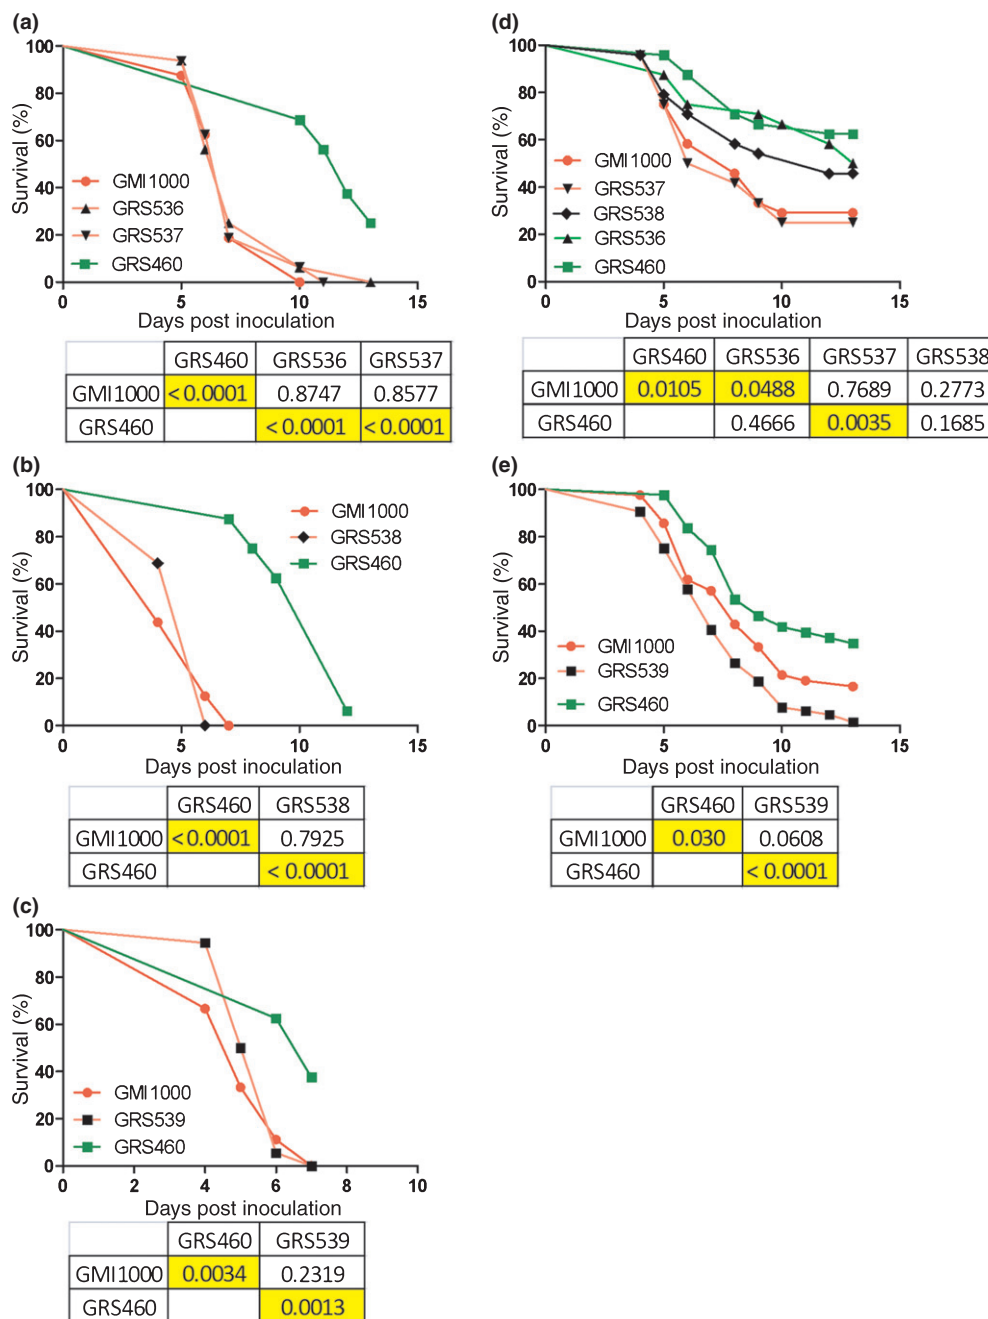 (a)
100
80
60
40
20
0
Survival (%)
GMI1000
GRS536
GRS537
GRS460
0 5 10 15
Days post inoculation
GRS460 GRS536 GRS537
GMI1000 < 0.0001 0.8747 0.8577
GRS460 < 0.0001 < 0.0001
(b)
100
80
60
40
20
0
Survival (%)
GMI1000
GRS538
GRS460
0 5 10 15
Days post inoculation
GRS460 GRS538
GMI1000 < 0.0001 0.7925
GRS460 < 0.0001
(c)
100
80
60
40
20
0
Survival (%)
GMI1000
GRS539
GRS460
0 2 4 6 8 10
Days post inoculation
GRS460 GRS539
GMI1000 0.0034 0.2319
GRS460 0.0013
(d)
100
80
60
40
20
0
Survival (%)
GMI1000
GRS537
GRS538
GRS536
GRS460
0 5 10 15
Days post inoculation
GRS460 GRS536 GRS537 GRS538
GMI1000 0.0105 0.0488 0.7689 0.2773
GRS460 0.4666 0.0035 0.1685
(e)
100
80
60
40
20
0
Survival (%)
GMI1000
GRS539
GRS460
0 5 10 15
Days post inoculation
GRS460 GRS539
GMI1000 0.030 0.0608
GRS460 < 0.0001